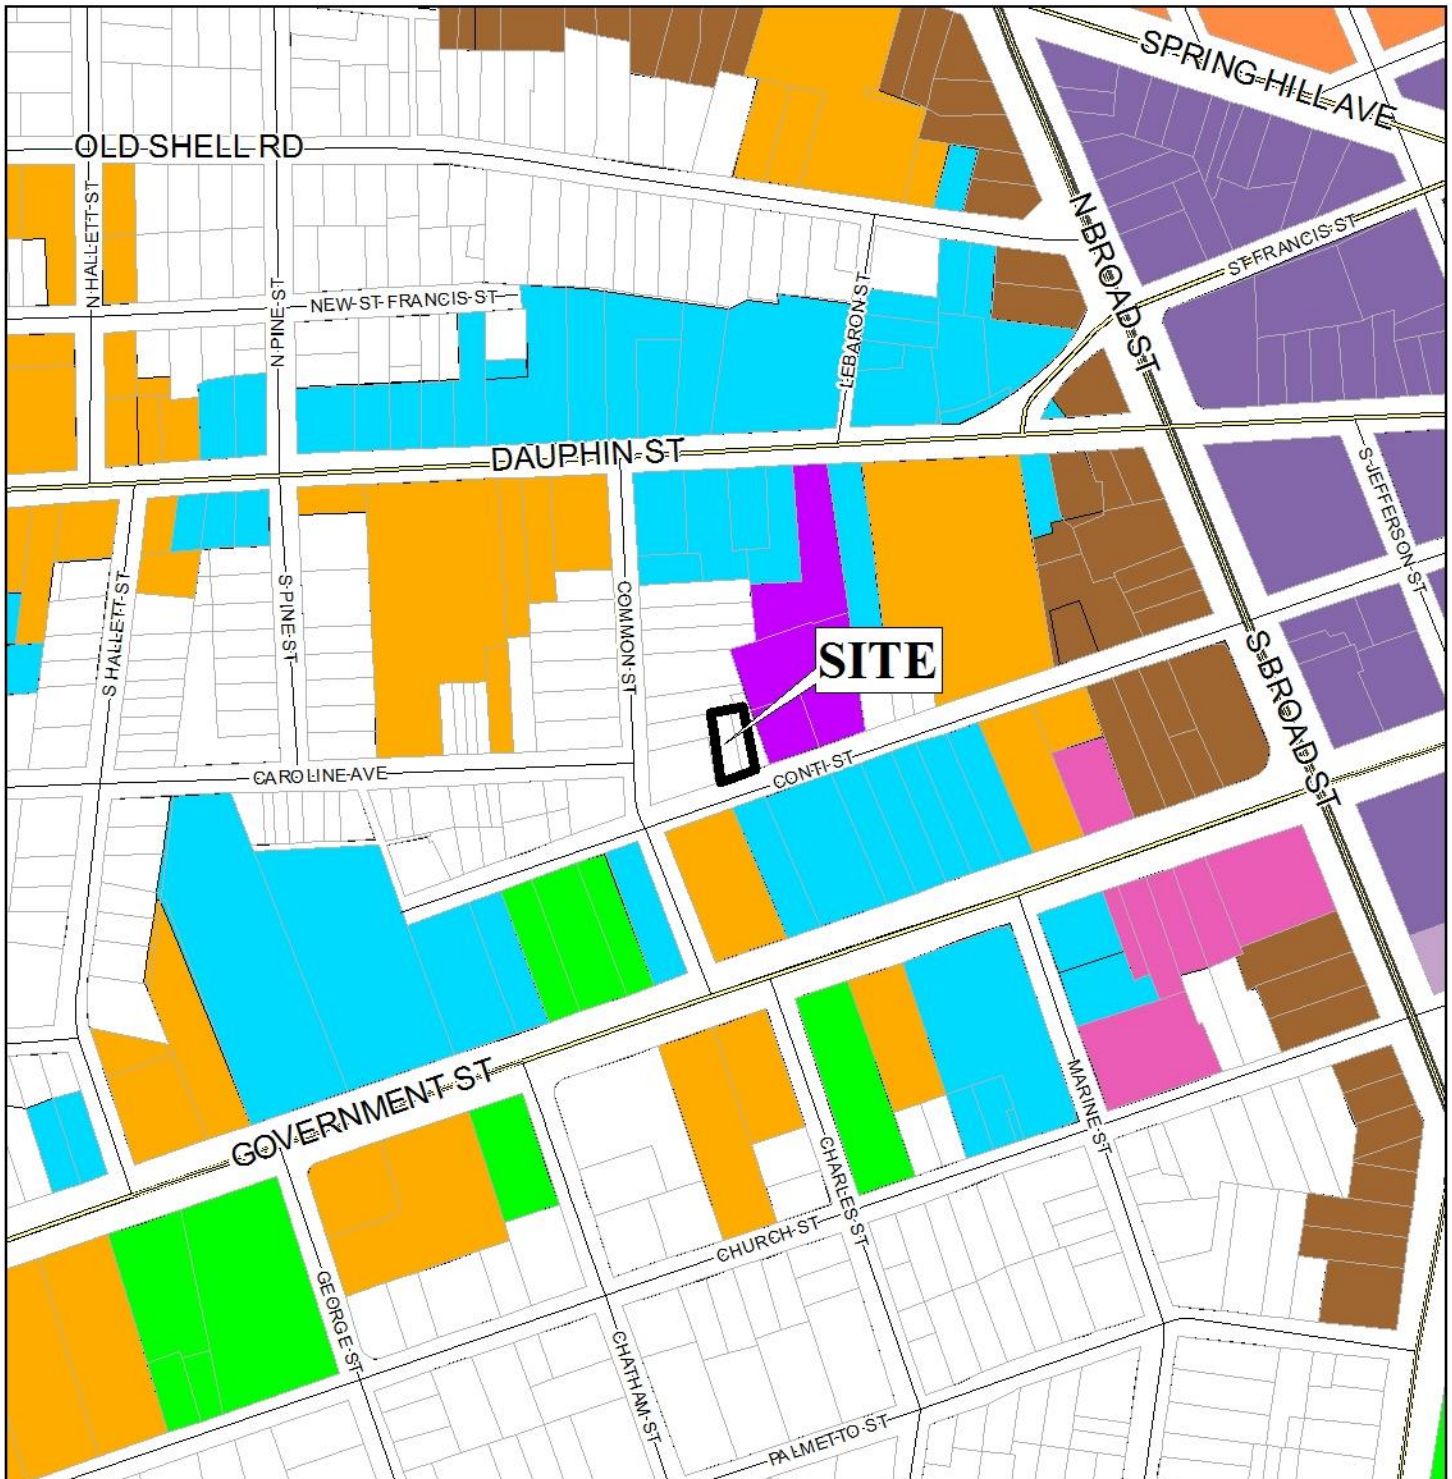 SPRING HILL AVE
OLD SHELL RD
N HALLETT ST
N BROAD ST
ST FRANCIS ST
N PINE ST
NEW ST FRANCIS ST
LEBARON ST
DAUPHIN ST
S JEFFERSON ST
S HALLETT ST
S PINE ST
COMMON ST
SITE
S BROAD ST
CAROLINE AVE
CONTI ST
GOVERNMENT ST
MARINE ST
CHARLES ST
CHURCH ST
GEORGE ST
CHATHAM ST
PALMETTO ST